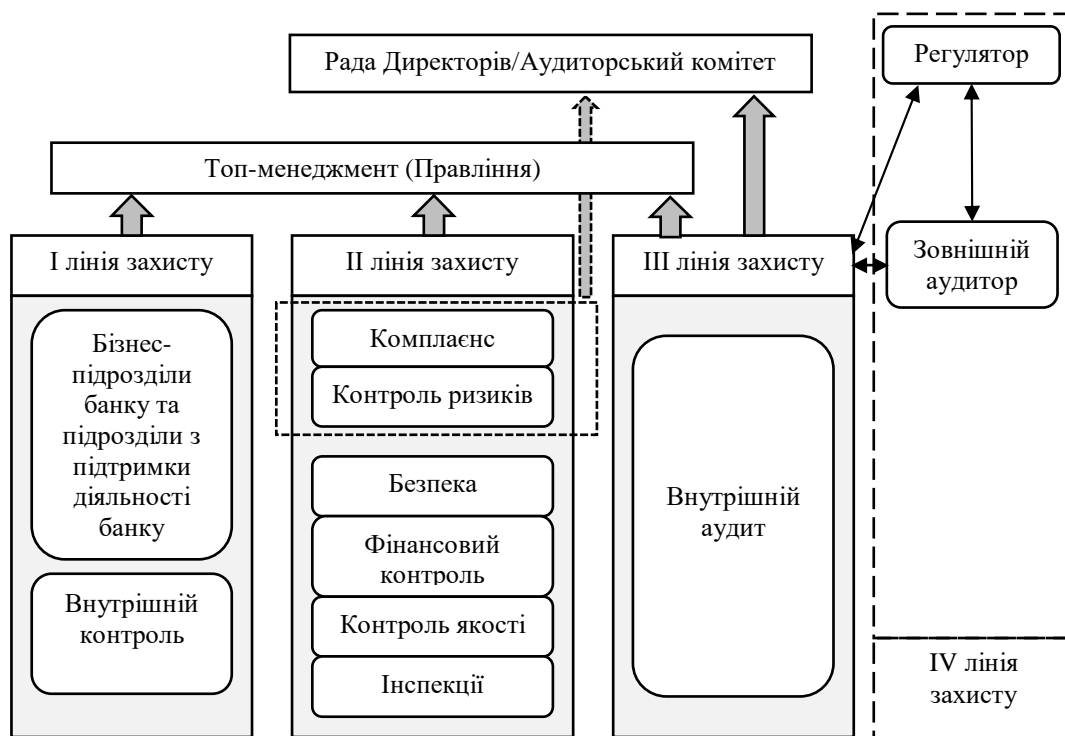 Рада Директорів/Аудиторський комітет
Регулятор
Топ-менеджмент (Правління)
І лінія захисту
ІІ лінія захисту
ІІІ лінія захисту
Зовнішній
аудитор
Бізнес-
підрозділи
банку та
підрозділи з
підтримки
діяльності
банку
Внутрішній
контроль
Комплаєнс
Контроль ризиків
Безпека
Фінансовий
контроль
Контроль якості
Інспекції
Внутрішній
аудит
IV лінія
захисту